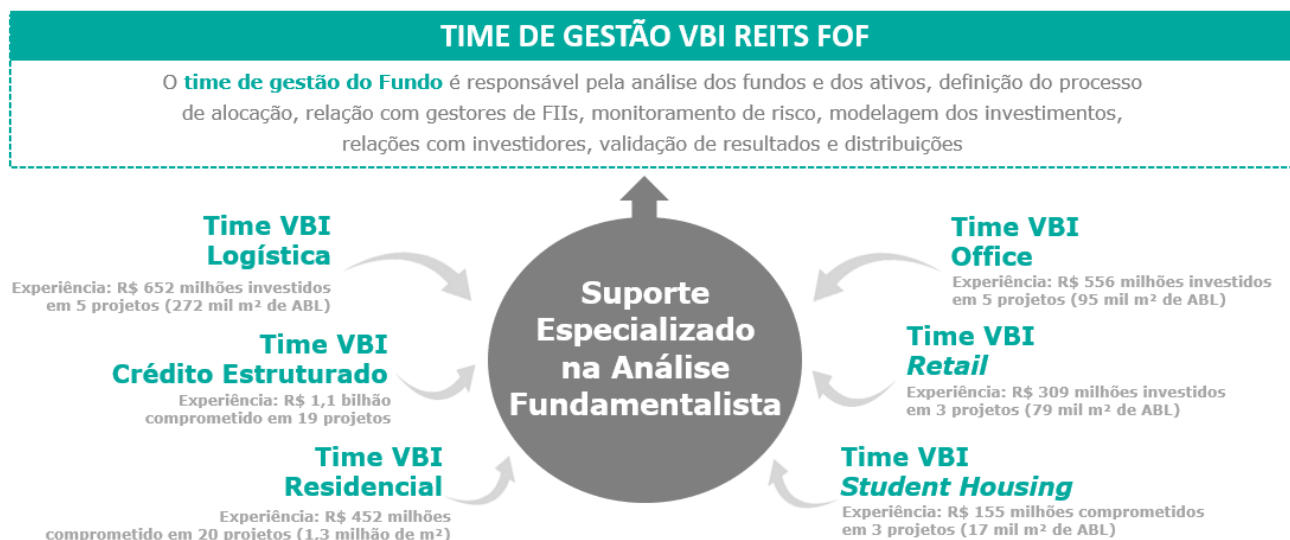 TIME DE GESTÃO VBI REITS FOF
O time de gestão do Fundo é responsável pela análise dos fundos e dos ativos, definição do processo
de alocação, relação com gestores de FIIs, monitoramento de risco, modelagem dos investimentos,
relações com investidores, validação de resultados e distribuições
Time VBI
Logística
Experiência: R$ 652 milhões investidos
em 5 projetos (272 mil m² de ABL)
Time VBI
Crédito Estruturado
Experiência: R$ 1,1 bilhão
comprometido em 19 projetos
Time VBI
Residencial
Experiência: R$ 452 milhões
comprometido em 20 projetos (1,3 milhão de m²)
Suporte
Especializado
na Análise
Fundamentalista
Time VBI
Office
Experiência: R$ 556 milhões investidos
em 5 projetos (95 mil m² de ABL)
Time VBI
Retail
Experiência: R$ 309 milhões investidos
em 3 projetos (79 mil m² de ABL)
Time VBI
Student Housing
Experiência: R$ 155 milhões comprometidos
em 3 projetos (17 mil m² de ABL)